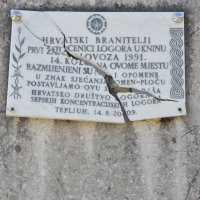 HRVATSKI BRANITELJI
PRVI ZATOČENICI LOGORA U KNINU
KOLOVOZA 1991.
14. KOLOVOZA NA OVOME MJESTU
RAZMIJENJENI SU
U ZNAK SJEĆANJA I OPOMENE
POSTAVLJAMO OVU SPOMEN-PLOČU
HRVATSKO DRUŠTVO LOGORAŠA
SRPSKIH KONCENTRACIJSKIH LOGORA
TEPLJUH, 14.8.2009.